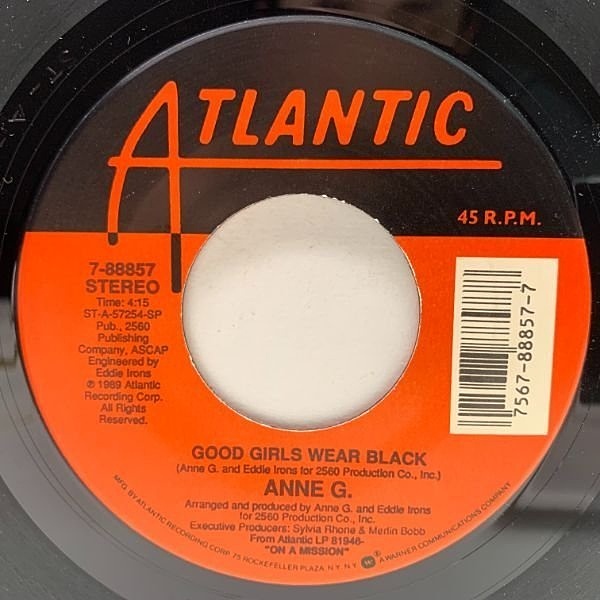 ATLANTIC
45 R.P.M.
7-88857
STEREO
Time: 4:15
ST-A-57254-SP
Pub., 2560
Publishing
Company, ASCAP
Engineered by
Eddie Irons
℗ 1989 Atlantic
Recording Corp.
All Rights
Reserved.
7567-88857-7
GOOD GIRLS WEAR BLACK
(Anne G. and Eddie Irons for 2560 Production Co., Inc.)
ANNE G.
Arranged and produced by Anne G. and Eddie Irons
for 2560 Production Co., Inc.
Executive Producers: Sylvia Rhone & Merlin Bobb
From Atlantic LP 81946-
"ON A MISSION"
MFG. BY ATLANTIC RECORDING CORP. 75 ROCKEFELLER PLAZA, N.Y. N.Y. ® A WARNER COMMUNICATIONS COMPANY